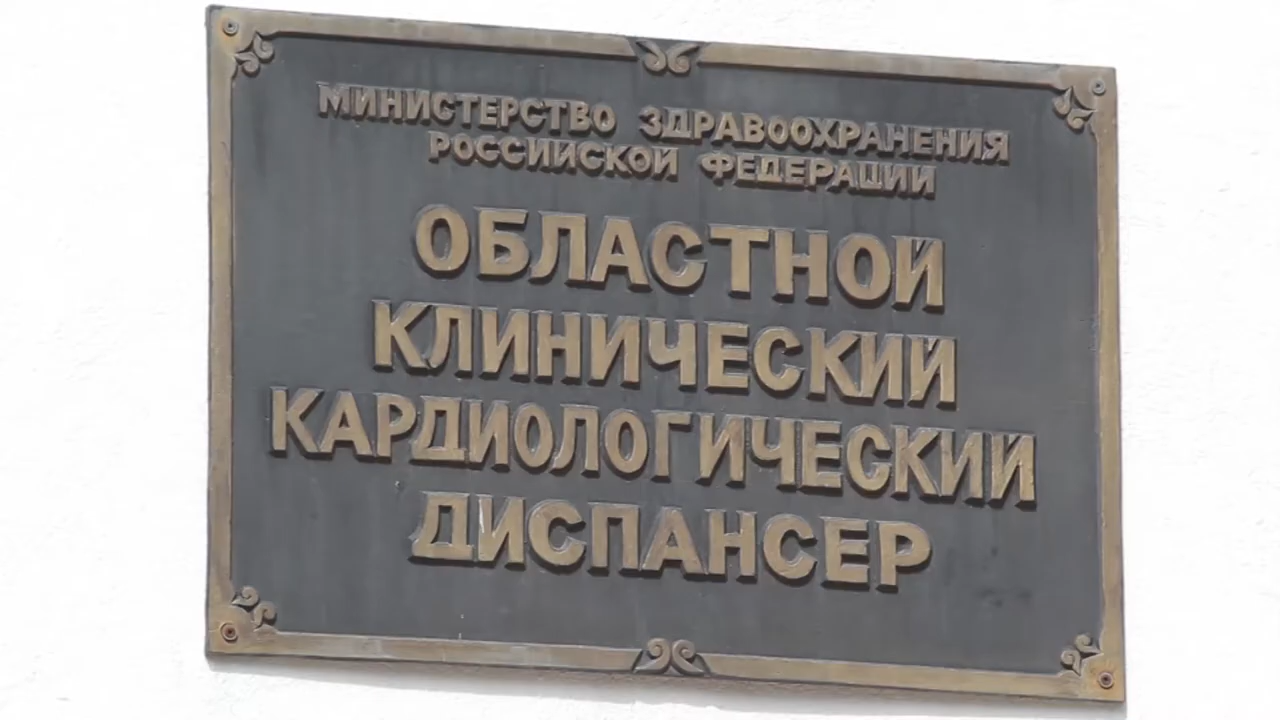 МИНИСТЕРСТВО ЗДРАВООХРАНЕНИЯ
РОССИЙСКОЙ ФЕДЕРАЦИИ
ОБЛАСТНОЙ
КЛИНИЧЕСКИЙ
КАРДИОЛОГИЧЕСКИЙ
ДИСПАНСЕР